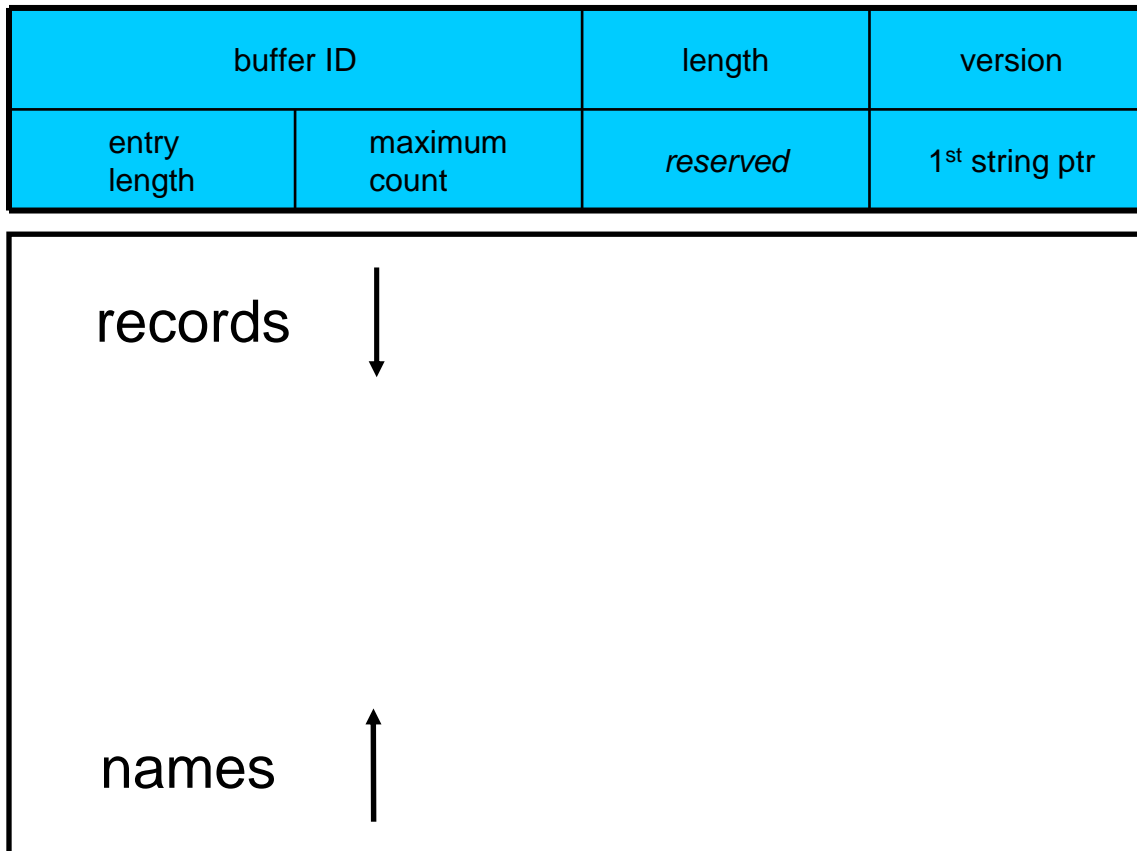 buffer ID
length
version
entry
length
maximum
count
reserved
1st string ptr
records
names